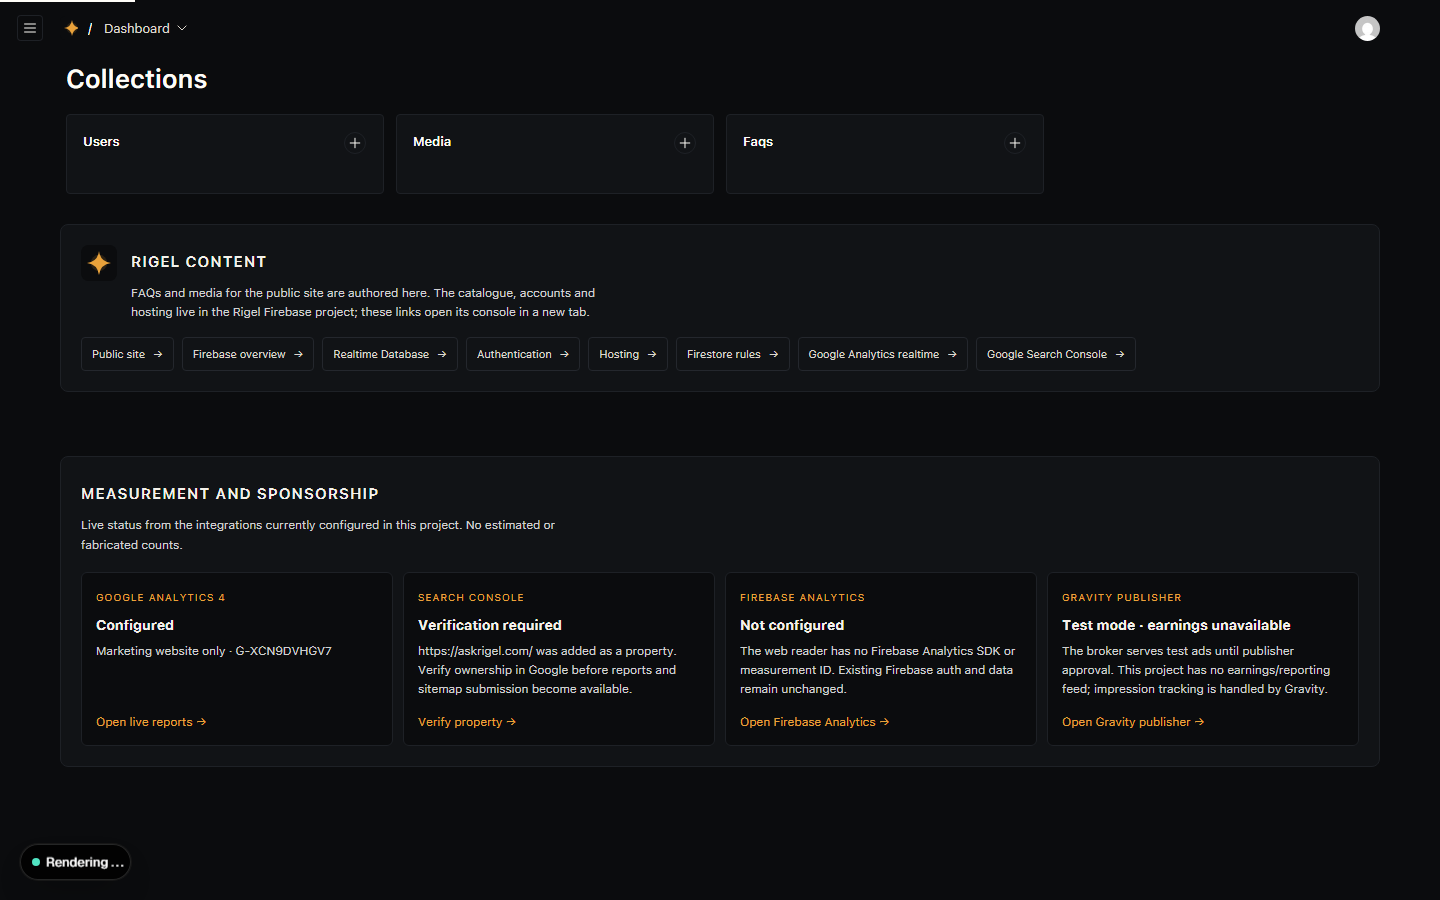 / Dashboard
Collections
Users
Media
Faqs
RIGEL CONTENT
FAQs and media for the public site are authored here. The catalogue, accounts and
hosting live in the Rigel Firebase project; these links open its console in a new tab.
Public site →
Firebase overview →
Realtime Database →
Authentication →
Hosting →
Firestore rules →
Google Analytics realtime →
Google Search Console →
MEASUREMENT AND SPONSORSHIP
Live status from the integrations currently configured in this project. No estimated or
fabricated counts.
GOOGLE ANALYTICS 4
Configured
Marketing website only · G-XCN9DVHGV7
Open live reports →
SEARCH CONSOLE
Verification required
https://askrigel.com/ was added as a property.
Verify ownership in Google before reports and
sitemap submission become available.
Verify property →
FIREBASE ANALYTICS
Not configured
The web reader has no Firebase Analytics SDK or
measurement ID. Existing Firebase auth and data
remain unchanged.
Open Firebase Analytics →
GRAVITY PUBLISHER
Test mode · earnings unavailable
The broker serves test ads until publisher
approval. This project has no earnings/reporting
feed; impression tracking is handled by Gravity.
Open Gravity publisher →
Rendering ...